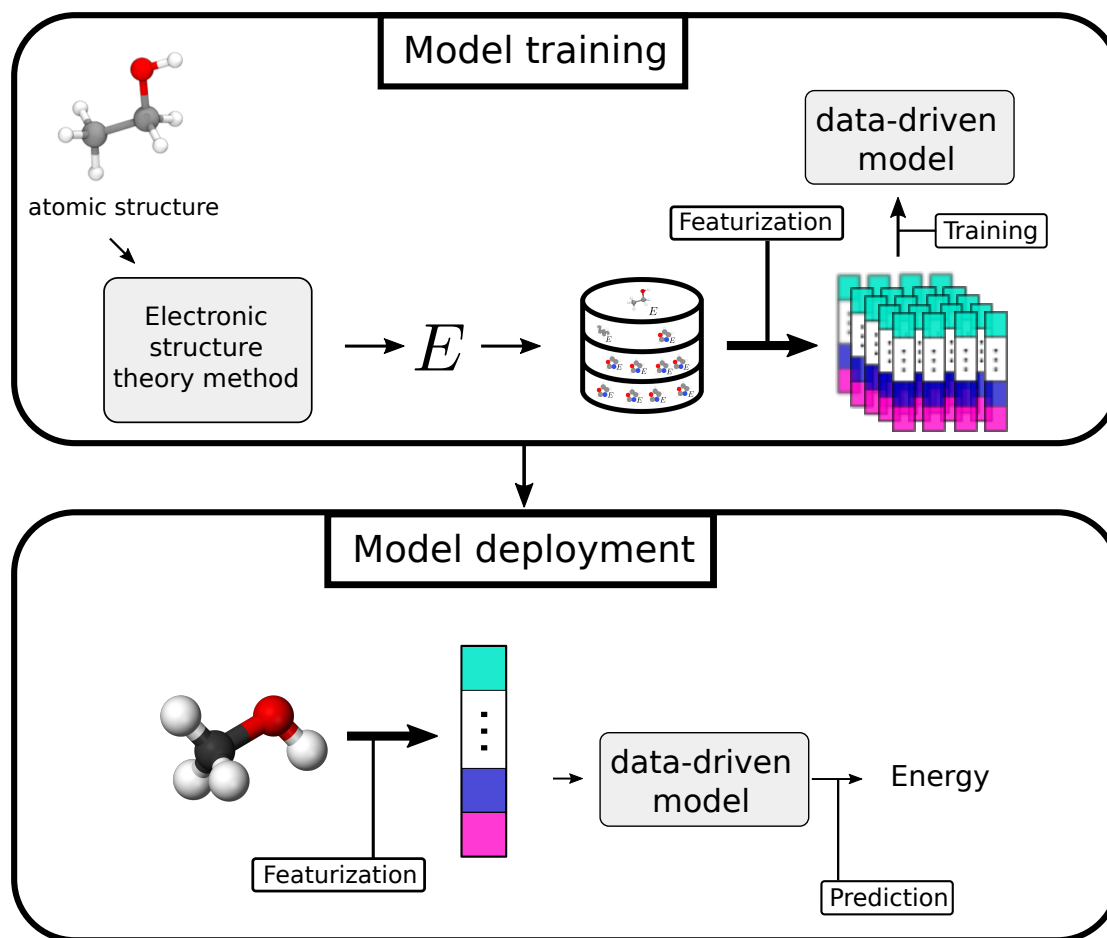 Model training
atomic structure
Electronic
structure
theory method
E
E
E
E
E
E
E
E
E
E
E
E
Featurization
data-driven
model
Training
Model deployment
Featurization
data-driven
model
Energy
Prediction